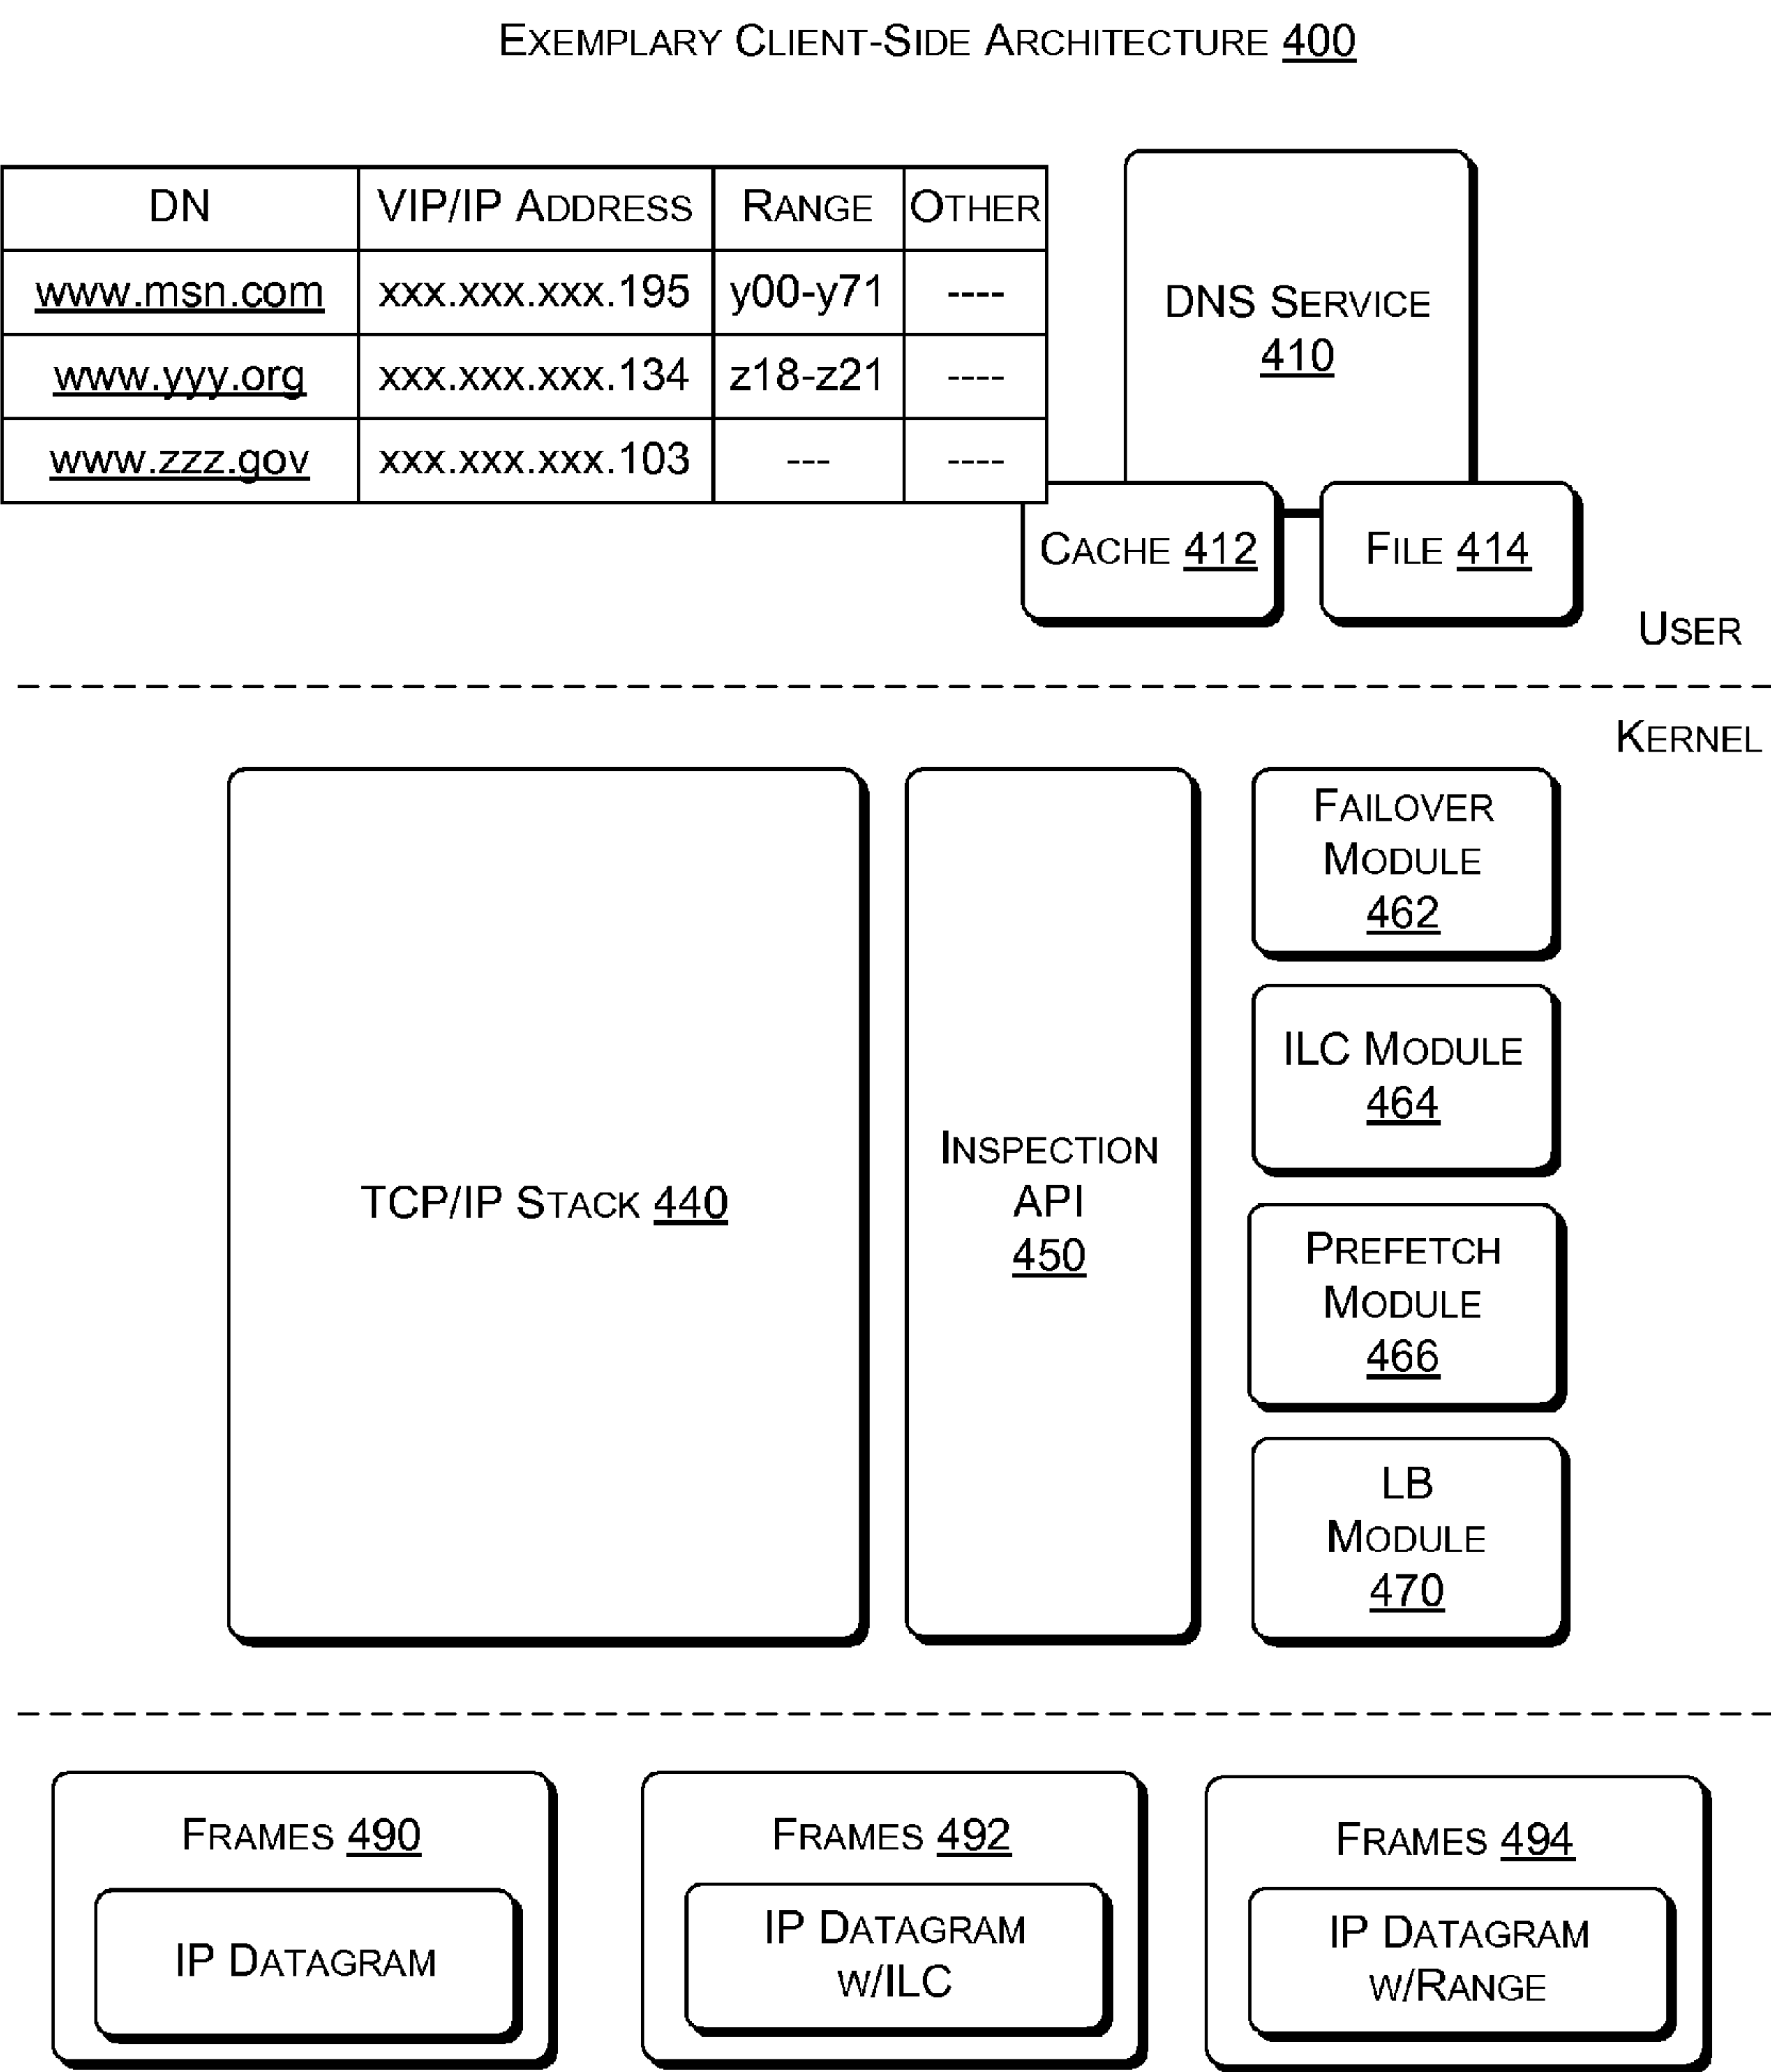 EXEMPLARY CLIENT-SIDE ARCHITECTURE 400
DN VIP/IP ADDRESS RANGE OTHER
www.msn.com xxx.xxx.xxx.195 y00-y71 ----
www.yyy.org xxx.xxx.xxx.134 z18-z21 ----
www.zzz.gov xxx.xxx.xxx.103 --- ----
DNS SERVICE
410
CACHE 412
FILE 414
USER
KERNEL
TCP/IP STACK 440
INSPECTION
API
450
FAILOVER
MODULE
462
ILC MODULE
464
PREFETCH
MODULE
466
LB
MODULE
470
FRAMES 490
IP DATAGRAM
FRAMES 492
IP DATAGRAM
W/ILC
FRAMES 494
IP DATAGRAM
W/RANGE